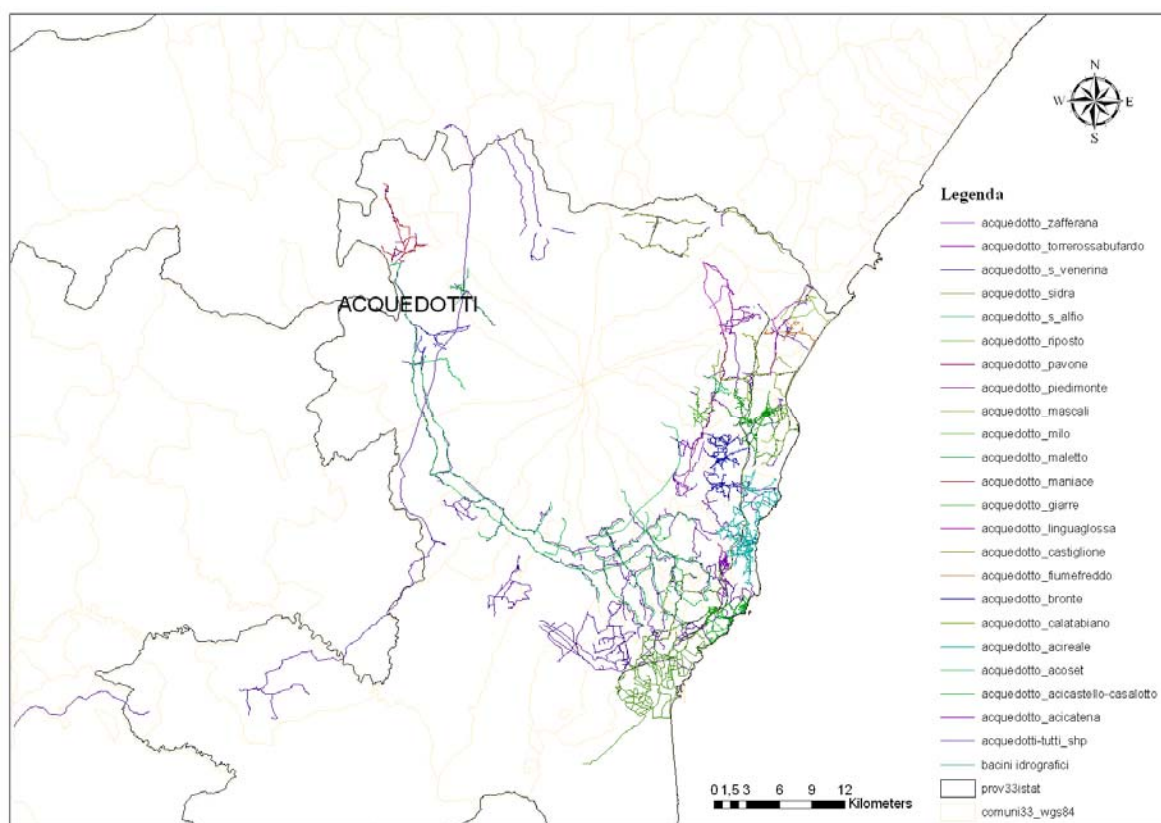 N
W E
S
Legenda
acquedotto_zafferana
acquedotto_torrerossabufardo
acquedotto_s_venerina
acquedotto_sidra
acquedotto_s_alfio
acquedotto_riposto
acquedotto_pavone
acquedotto_piedimonte
acquedotto_mascali
acquedotto_milo
acquedotto_maletto
acquedotto_maniace
acquedotto_giarre
acquedotto_linguaglossa
acquedotto_castiglione
acquedotto_fiumefreddo
acquedotto_bronte
acquedotto_calatabiano
acquedotto_acireale
acquedotto_acoset
acquedotto_acicastello-casalotto
acquedotto_acicatena
acquedotti-tutti_shp
bacini idrografici
prov33istat
comuni33_wgs84
ACQUEDOTTI
0 1,5 3 6 9 12
Kilometers